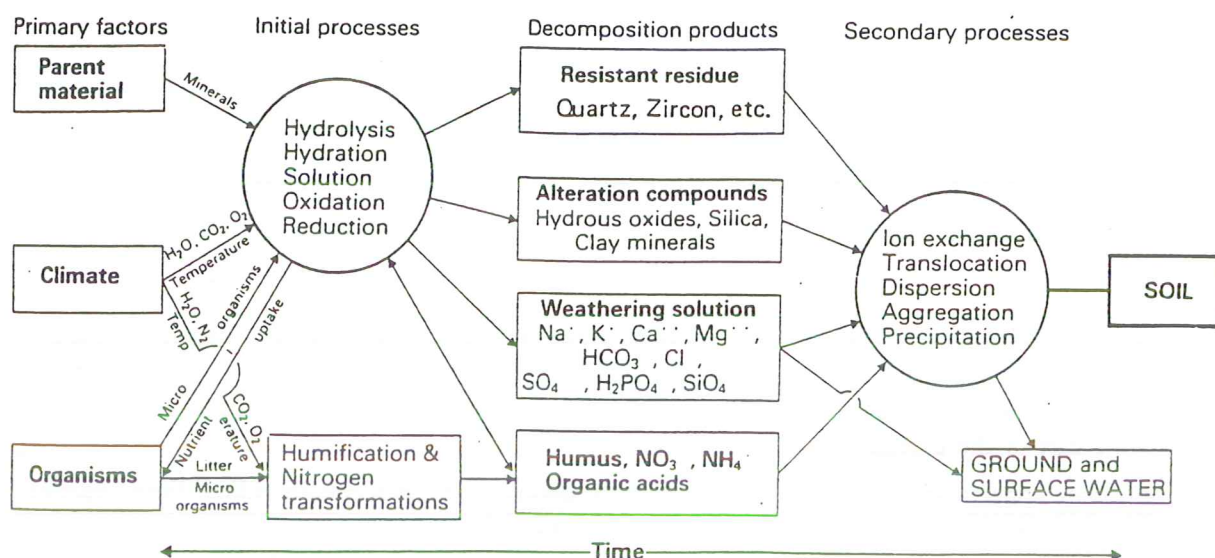 Primary factors
Initial processes
Decomposition products
Secondary processes
Parent
material
Minerals
Hydrolysis
Hydration
Solution
Oxidation
Reduction
Resistant residue
Quartz, Zircon, etc.
Alteration compounds
Hydrous oxides, Silica,
Clay minerals
Climate
H₂O, CO₂, O₂
Temperature
H₂O, N₂
Temp
Micro
organisms
Nutrient
uptake
CO₂, O₂
erature
Weathering solution
Na⁺, K⁺, Ca⁺⁺, Mg⁺⁺,
HCO₃ , Cl ,
SO₄ , H₂PO₄ , SiO₄
Ion exchange
Translocation
Dispersion
Aggregation
Precipitation
SOIL
Organisms
Litter
Micro
organisms
Humification &
Nitrogen
transformations
Humus, NO₃ , NH₄
Organic acids
GROUND and
SURFACE WATER
Time